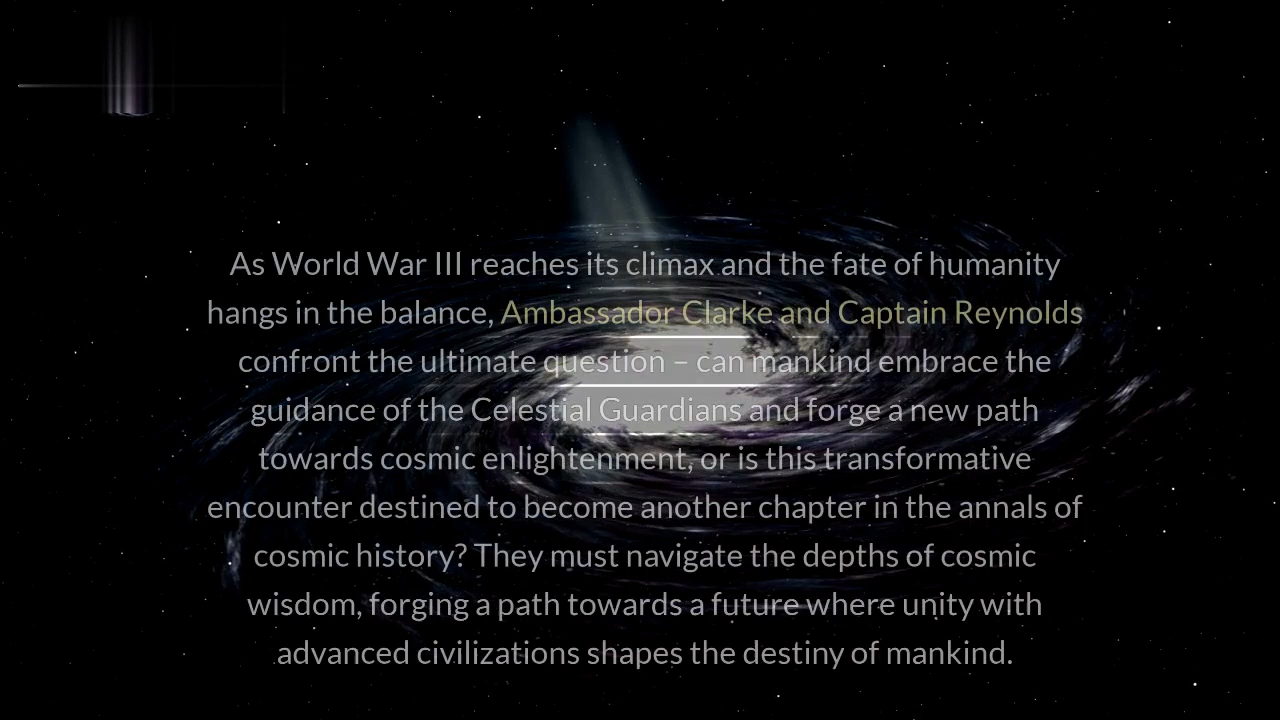 As World War III reaches its climax and the fate of humanity
hangs in the balance, Ambassador Clarke and Captain Reynolds
confront the ultimate question – can mankind embrace the
guidance of the Celestial Guardians and forge a new path
towards cosmic enlightenment, or is this transformative
encounter destined to become another chapter in the annals of
cosmic history? They must navigate the depths of cosmic
wisdom, forging a path towards a future where unity with
advanced civilizations shapes the destiny of mankind.